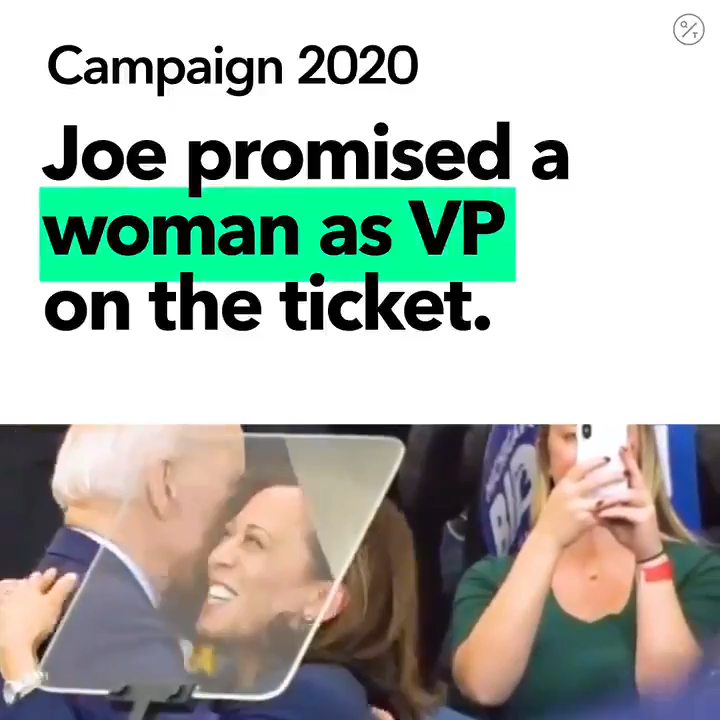 Campaign 2020
Joe promised a
woman as VP
on the ticket.